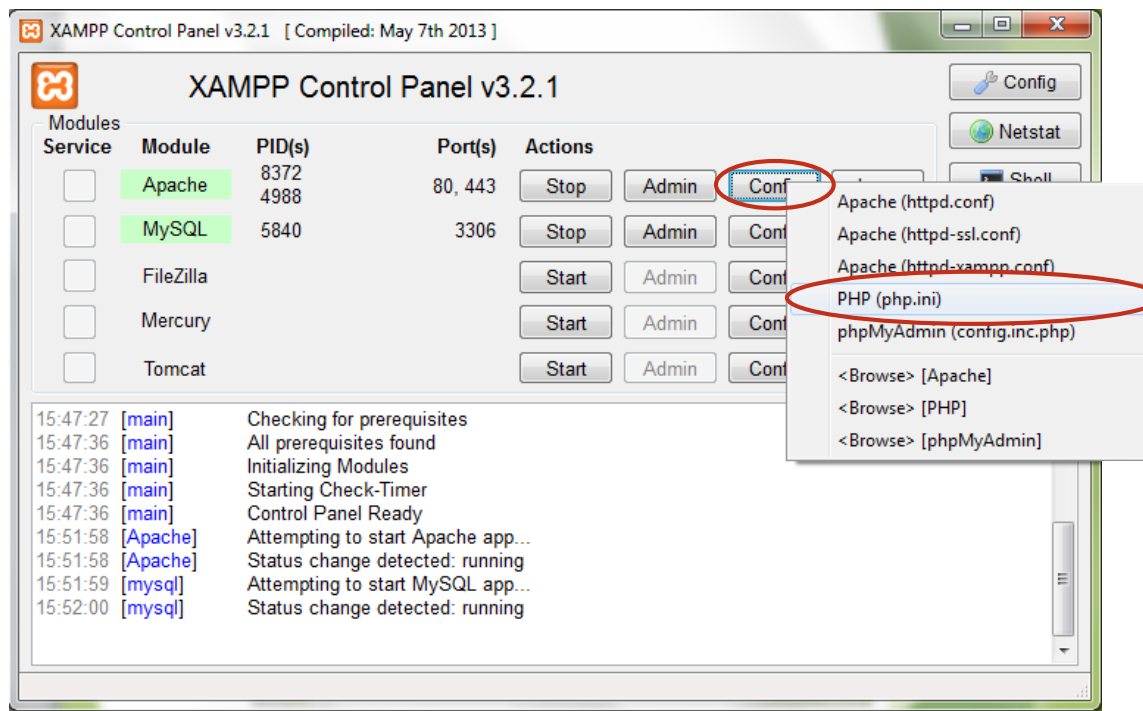 XAMPP Control Panel v3.2.1 [ Compiled: May 7th 2013 ]
XAMPP Control Panel v3.2.1
Config
Netstat
Shell
Modules
Service Module PID(s) Port(s) Actions
Apache 8372 4988 80, 443 Stop Admin
MySQL 5840 3306 Stop Admin
FileZilla Start Admin
Mercury Start Admin
Tomcat Start Admin
Apache (httpd.conf)
Apache (httpd-ssl.conf)
Apache (httpd-xampp.conf)
PHP (php.ini)
phpMyAdmin (config.inc.php)
<Browse> [Apache]
<Browse> [PHP]
<Browse> [phpMyAdmin]
15:47:27 [main] Checking for prerequisites
15:47:36 [main] All prerequisites found
15:47:36 [main] Initializing Modules
15:47:36 [main] Starting Check-Timer
15:47:36 [main] Control Panel Ready
15:51:58 [Apache] Attempting to start Apache app...
15:51:58 [Apache] Status change detected: running
15:51:59 [mysql] Attempting to start MySQL app...
15:52:00 [mysql] Status change detected: running